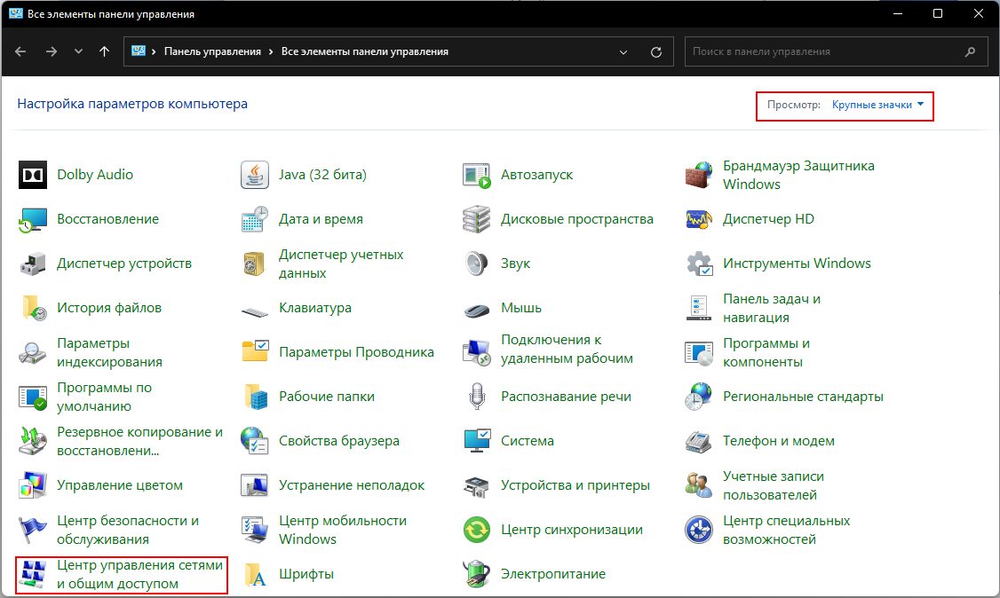 Все элементы панели управления
Панель управления
Все элементы панели управления
Поиск в панели управления
Настройка параметров компьютера
Просмотр: Крупные значки
Dolby Audio
Java (32 бита)
Автозапуск
Брандмауэр Защитника
Windows
Восстановление
Дата и время
Дисковые пространства
Диспетчер HD
Диспетчер устройств
Диспетчер учетных
данных
Звук
Инструменты Windows
История файлов
Клавиатура
Мышь
Панель задач и
навигация
Параметры
индексирования
Параметры Проводника
Подключения к
удаленным рабочим
Программы и
компоненты
Программы по
умолчанию
Рабочие папки
Распознавание речи
Региональные стандарты
Резервное копирование и
восстановлени...
Свойства браузера
Система
Телефон и модем
Управление цветом
Устранение неполадок
Устройства и принтеры
Учетные записи
пользователей
Центр безопасности и
обслуживания
Центр мобильности
Windows
Центр синхронизации
Центр специальных
возможностей
Центр управления сетями
и общим доступом
Шрифты
Электропитание